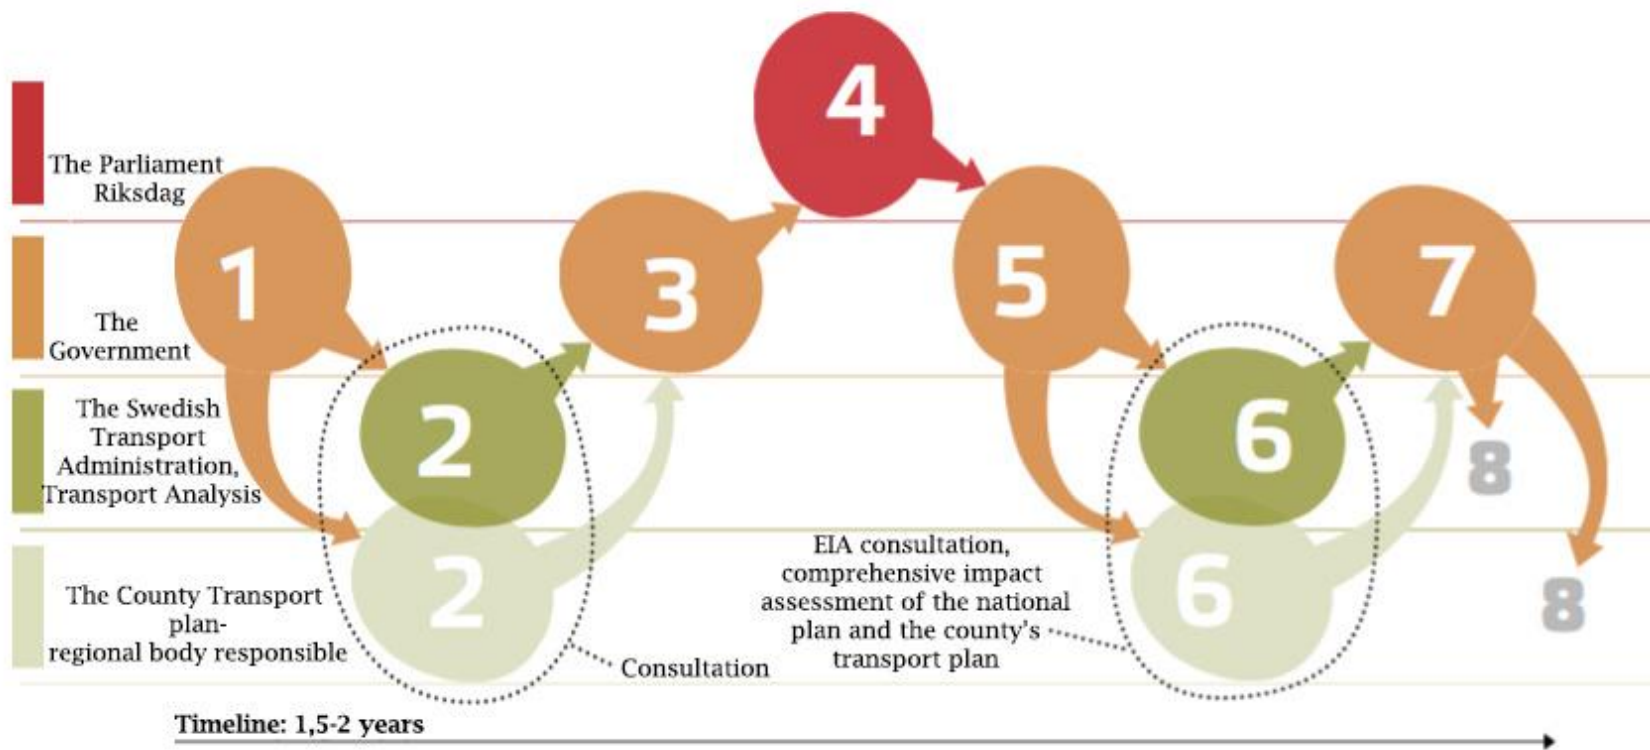 4
The Parliament
Riksdag
1
3
5
7
The
Government
The Swedish
Transport
Administration,
Transport Analysis
2
6
8
The County Transport
plan-
regional body responsible
2
Consultation
EIA consultation,
comprehensive impact
assessment of the national
plan and the county's
transport plan
6
8
Timeline: 1,5-2 years